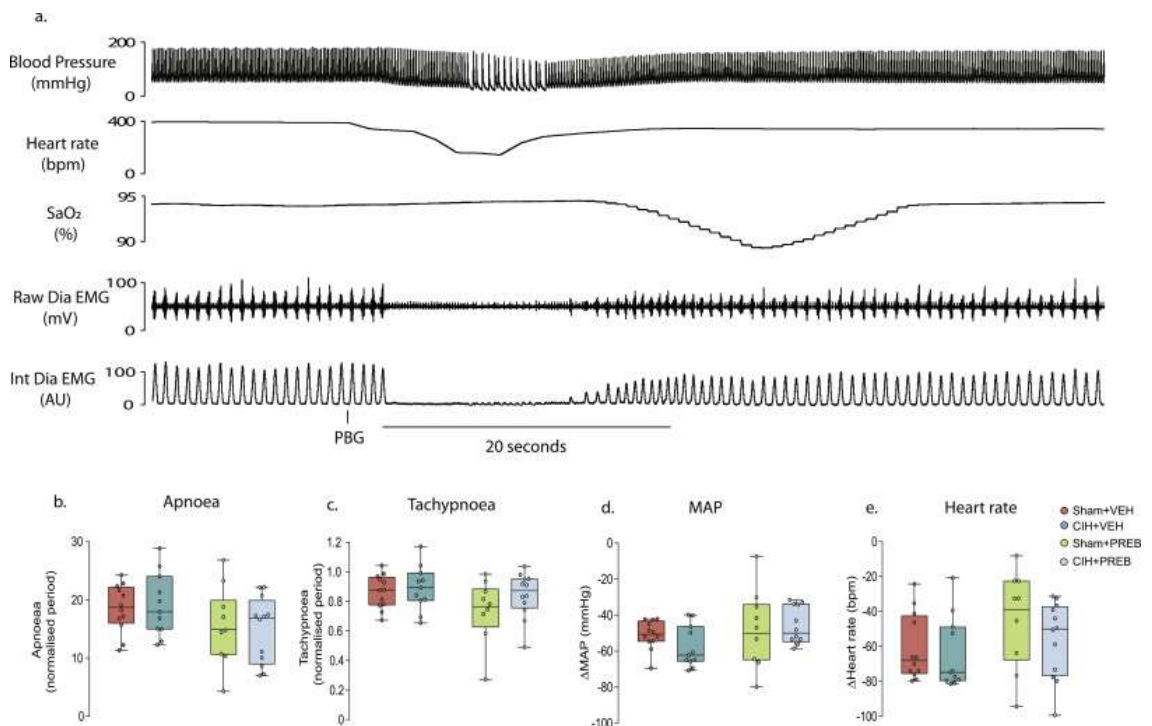 a.
Blood Pressure
(mmHg)
200
100
0
Heart rate
(bpm)
400
200
0
SaO₂
(%)
95
90
Raw Dia EMG
(mV)
100
0
Int Dia EMG
(AU)
100
0
PBG
20 seconds
b.
Apnoea
Apnoeaa
(normalised period)
30
20
10
0
c.
Tachypnoea
Tachypnoea
(normalised period)
1.2
1.0
0.8
0.6
0.4
0.2
0.0
d.
MAP
ΔMAP (mmHg)
0
-20
-40
-60
-80
-100
e.
Heart rate
ΔHeart rate (bpm)
0
-20
-40
-60
-80
-100
Sham+VEH
CIH+VEH
Sham+PREB
CIH+PREB